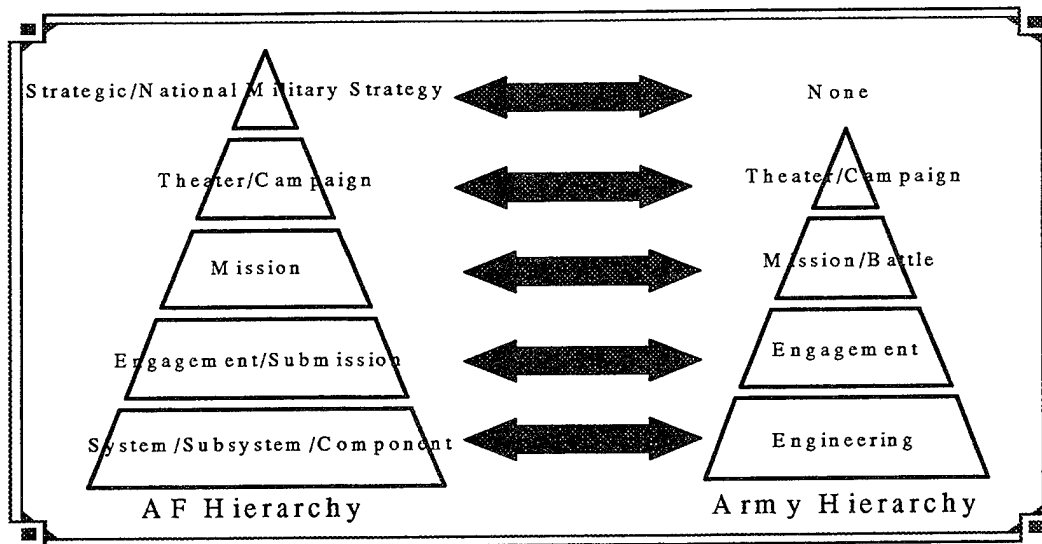 Strategic/National Military Strategy
None
Theater/Campaign
Theater/Campaign
Mission
Mission/Battle
Engagement/Submission
Engagement
System/Subsystem/Component
Engineering
AF Hierarchy
Army Hierarchy